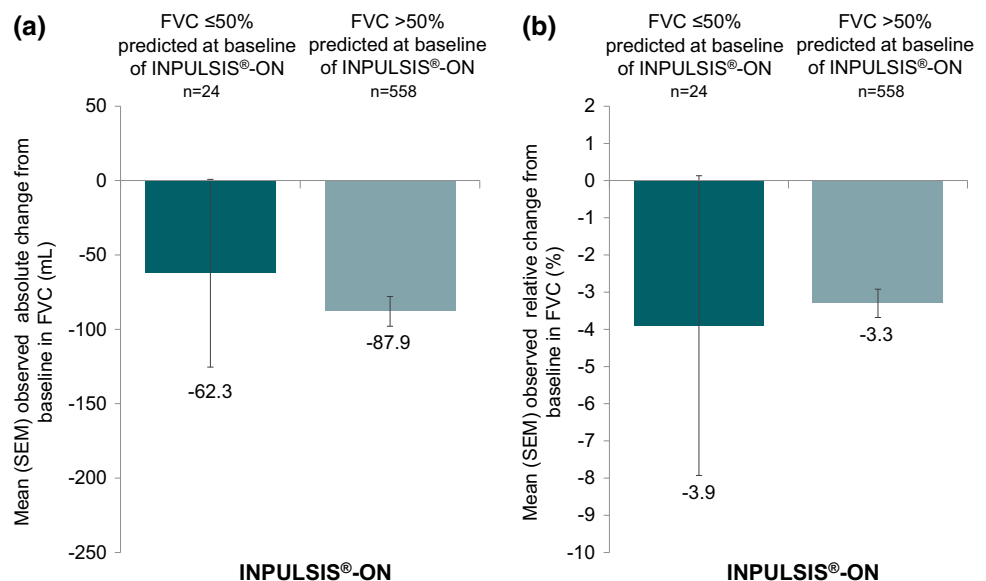 (a)
FVC ≤50%
predicted at baseline
of INPULSIS®-ON
n=24
FVC >50%
predicted at baseline
of INPULSIS®-ON
n=558
Mean (SEM) observed absolute change from
baseline in FVC (mL)
50
0
-50
-100
-150
-200
-250
-62.3
-87.9
INPULSIS®-ON
(b)
FVC ≤50%
predicted at baseline
of INPULSIS®-ON
n=24
FVC >50%
predicted at baseline
of INPULSIS®-ON
n=558
Mean (SEM) observed relative change from
baseline in FVC (%)
2
1
0
-1
-2
-3
-4
-5
-6
-7
-8
-9
-10
-3.9
-3.3
INPULSIS®-ON